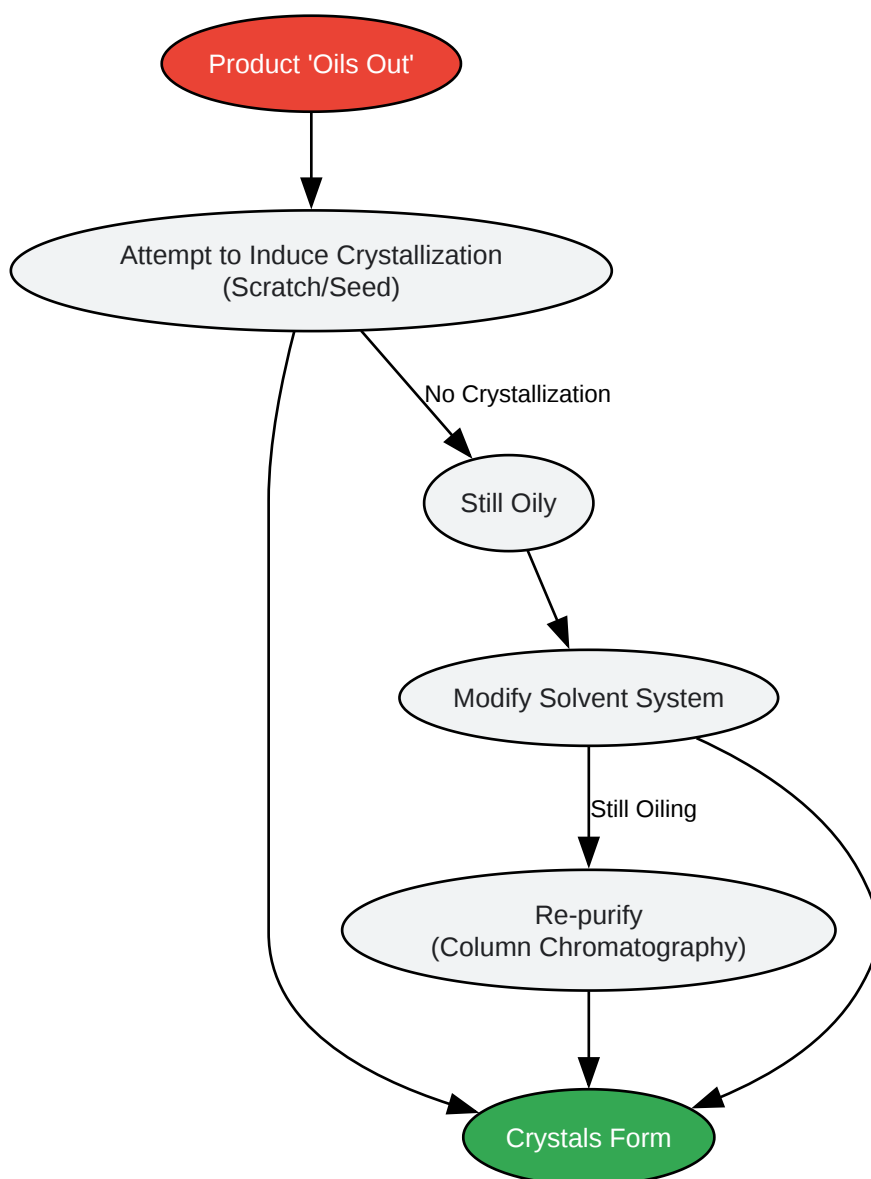 Product 'Oils Out'
Attempt to Induce Crystallization
(Scratch/Seed)
No Crystallization
Still Oily
Modify Solvent System
Still Oiling
Re-purify
(Column Chromatography)
Crystals Form